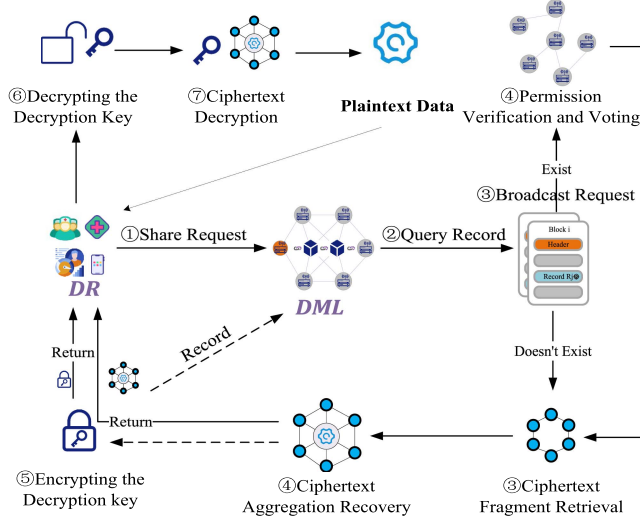 ⑥Decrypting the
Decryption Key
⑦Ciphertext
Decryption
Plaintext Data
④Permission
Verification and Voting
Exist
③Broadcast Request
①Share Request
②Query Record
Block i
Header
Record Rj
DR
DML
Return
Record
Doesn't Exist
Return
⑤Encrypting the
Decryption key
④Ciphertext
Aggregation Recovery
③Ciphertext
Fragment Retrieval